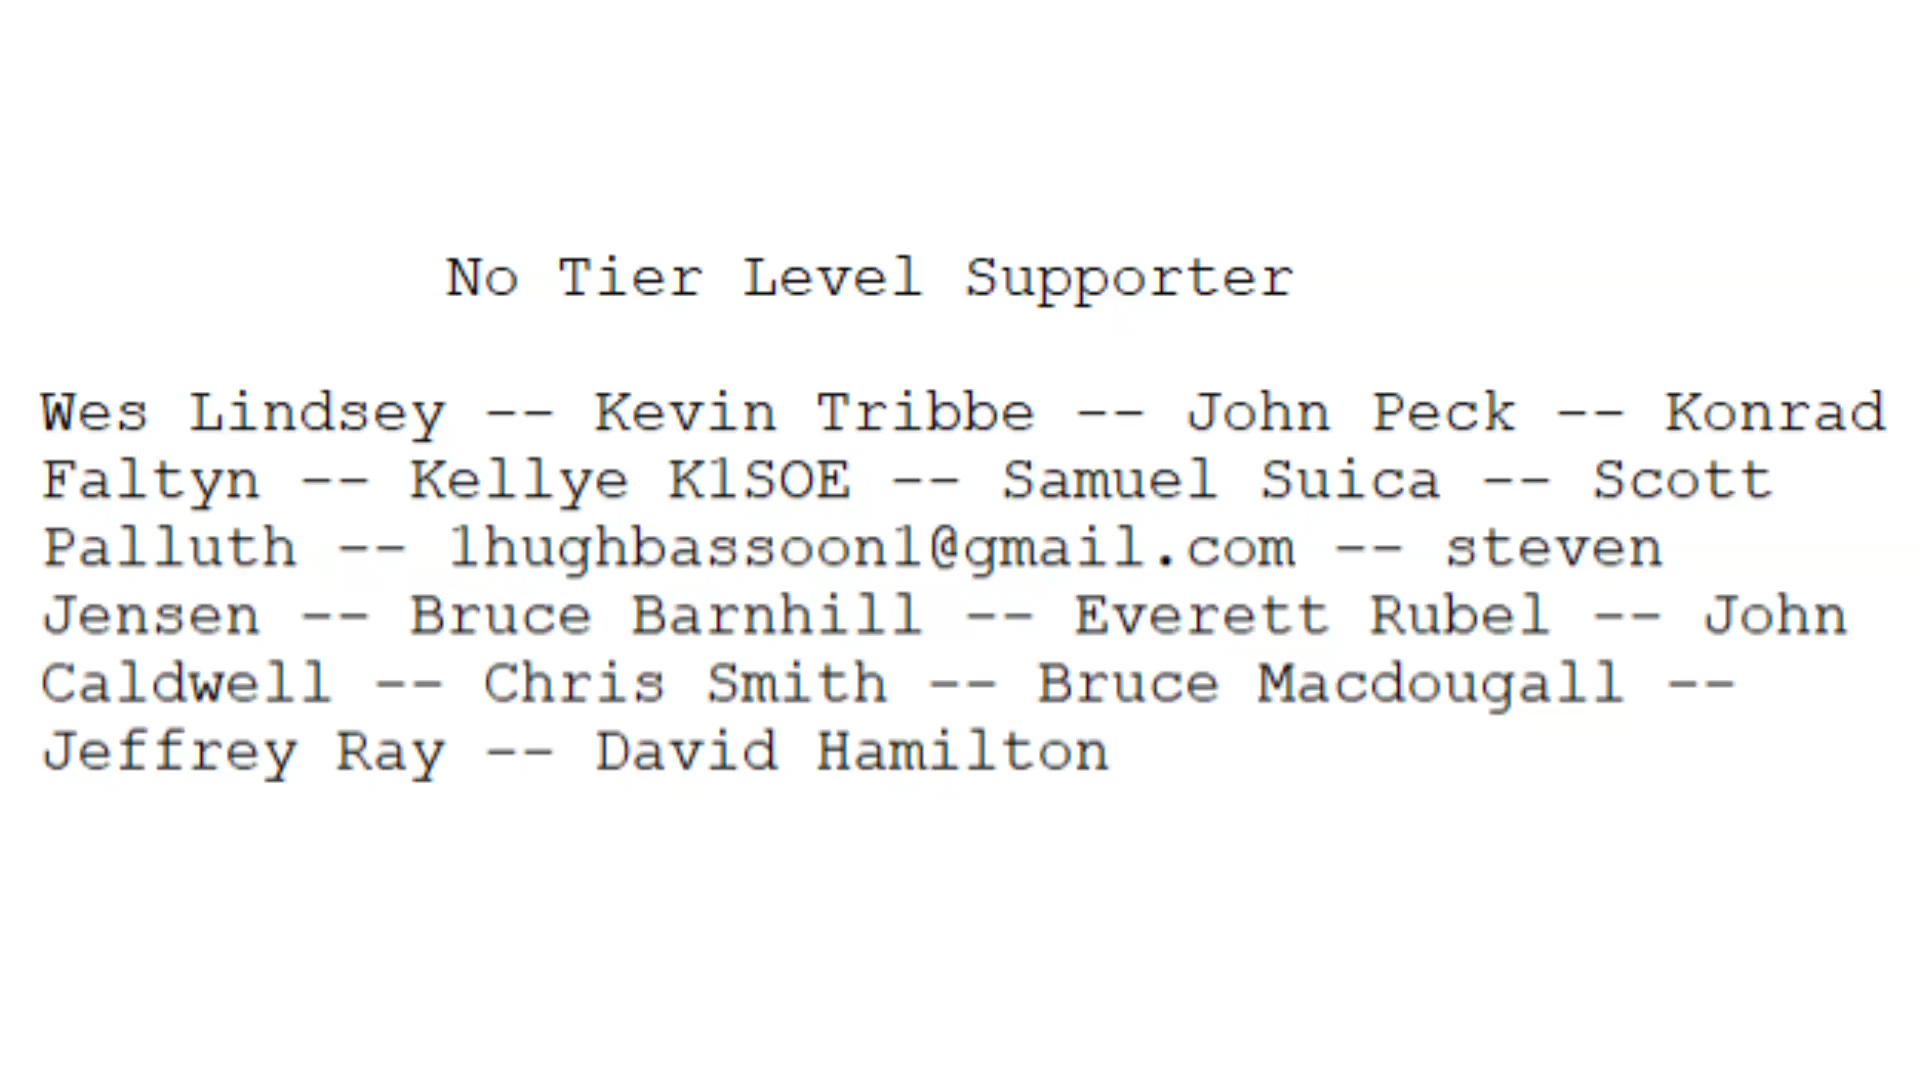 No Tier Level Supporter
Wes Lindsey -- Kevin Tribbe -- John Peck -- Konrad
Faltyn -- Kellye K1SOE -- Samuel Suica -- Scott
Palluth -- 1hughbassoon1@gmail.com -- steven
Jensen -- Bruce Barnhill -- Everett Rubel -- John
Caldwell -- Chris Smith -- Bruce Macdougall --
Jeffrey Ray -- David Hamilton